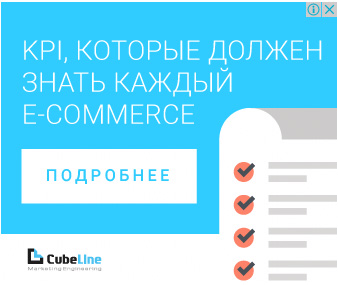 KPI, КОТОРЫЕ ДОЛЖЕН
ЗНАТЬ КАЖДЫЙ
E-COMMERCE
ПОДРОБНЕЕ
CubeLine
Marketing Engineering